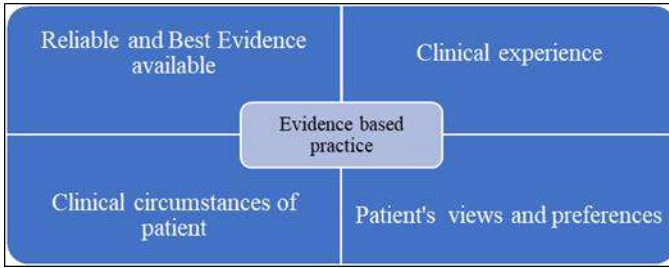 Reliable and Best Evidence
available
Clinical experience
Evidence based
practice
Clinical circumstances of
patient
Patient's views and preferences